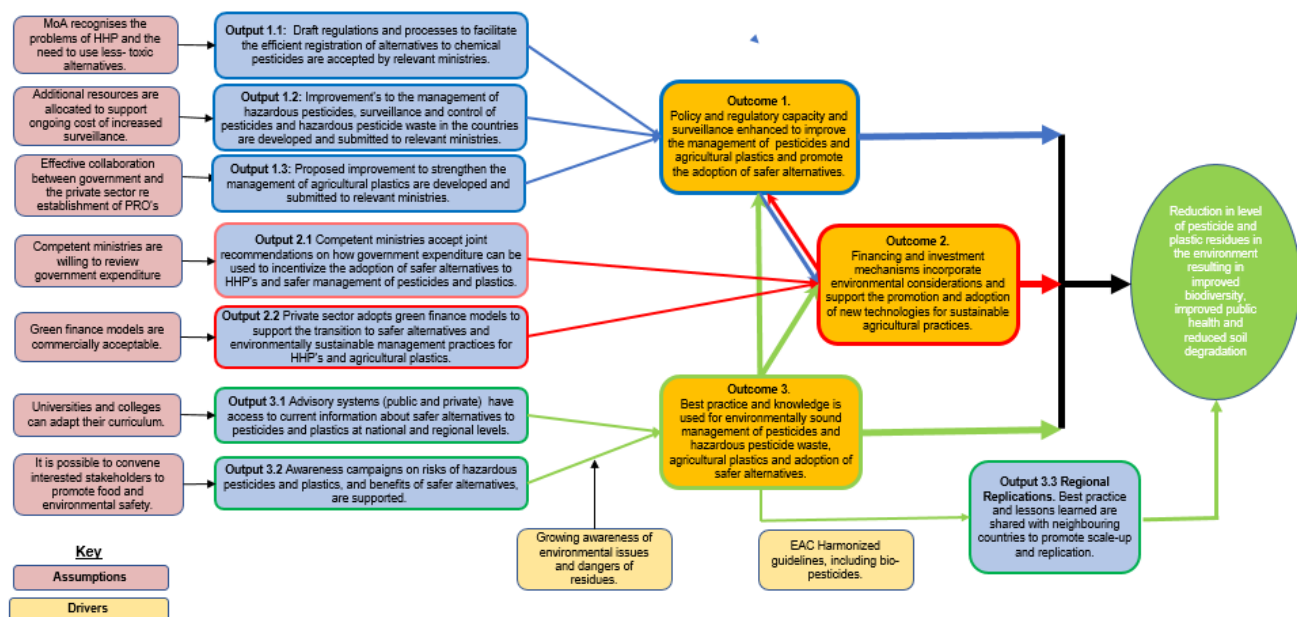 MoA recognises the
problems of HHP and the
need to use less- toxic
alternatives.
Output 1.1: Draft regulations and processes to facilitate
the efficient registration of alternatives to chemical
pesticides are accepted by relevant ministries.
Additional resources are
allocated to support
ongoing cost of increased
surveillance.
Output 1.2: Improvement's to the management of
hazardous pesticides, surveillance and control of
pesticides and hazardous pesticide waste in the countries
are developed and submitted to relevant ministries.
Effective collaboration
between government and
the private sector re
establishment of PRO's
Output 1.3: Proposed improvement to strengthen the
management of agricultural plastics are developed and
submitted to relevant ministries.
Outcome 1.
Policy and regulatory capacity and
surveillance enhanced to improve
the management of pesticides and
agricultural plastics and promote
the adoption of safer alternatives.
Competent ministries are
willing to review
government expenditure
Output 2.1 Competent ministries accept joint
recommendations on how government expenditure can be
used to incentivize the adoption of safer alternatives to
HHP's and safer management of pesticides and plastics.
Green finance models are
commercially acceptable.
Output 2.2 Private sector adopts green finance models to
support the transition to safer alternatives and
environmentally sustainable management practices for
HHP's and agricultural plastics.
Outcome 2.
Financing and investment
mechanisms incorporate
environmental considerations and
support the promotion and adoption
of new technologies for sustainable
agricultural practices.
Reduction in level
of pesticide and
plastic residues in
the environment
resulting in
improved
biodiversity,
improved public
health and
reduced soil
degradation
Universities and colleges
can adapt their curriculum.
Output 3.1 Advisory systems (public and private) have
access to current information about safer alternatives to
pesticides and plastics at national and regional levels.
It is possible to convene
interested stakeholders to
promote food and
environmental safety.
Output 3.2 Awareness campaigns on risks of hazardous
pesticides and plastics, and benefits of safer alternatives,
are supported.
Outcome 3.
Best practice and knowledge is
used for environmentally sound
management of pesticides and
hazardous pesticide waste,
agricultural plastics and adoption of
safer alternatives.
Output 3.3 Regional
Replications. Best practice
and lessons learned are
shared with neighbouring
countries to promote scale-up
and replication.
Growing awareness of
environmental issues
and dangers of
residues.
EAC Harmonized
guidelines, including bio-
pesticides.
Key
Assumptions
Drivers